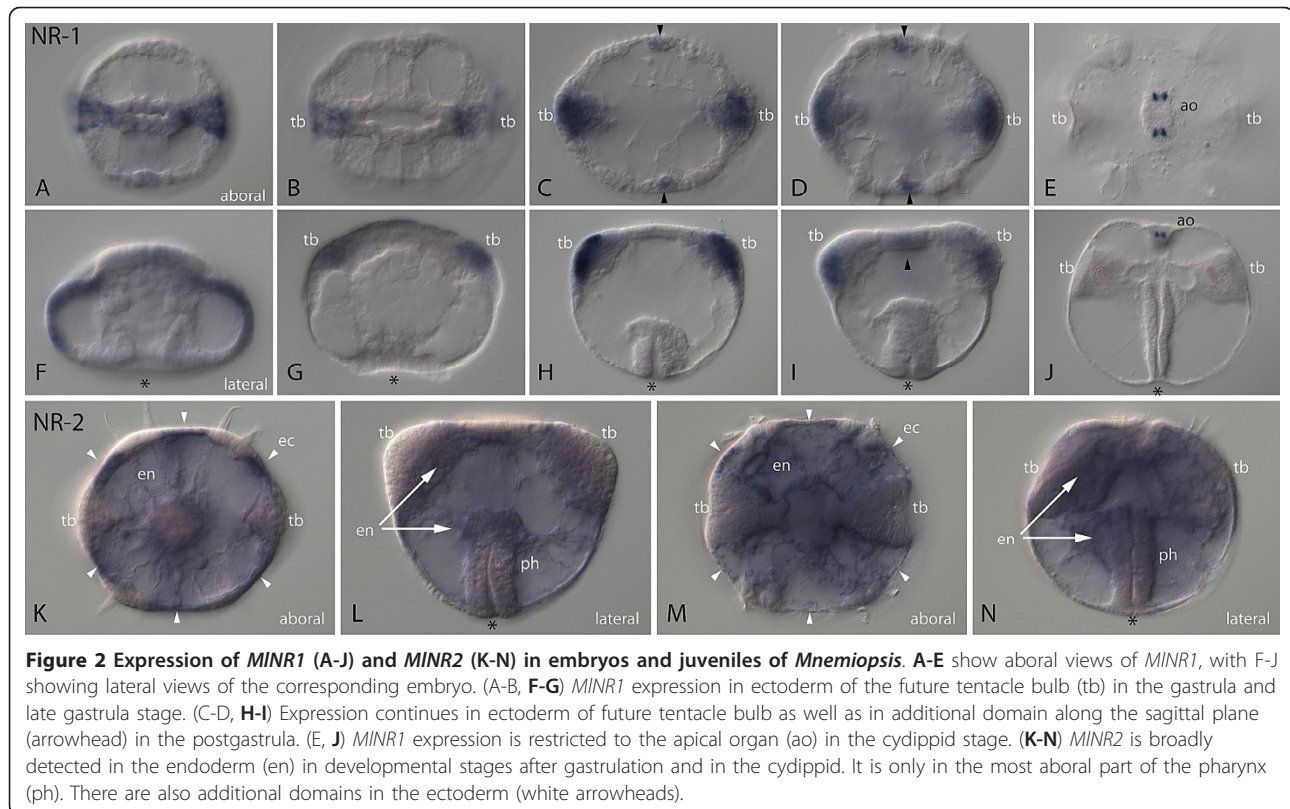 NR-1
tb tb tb tb tb tb tb tb ao tb tb
A aboral B C D E
tb tb tb tb tb tb ao tb tb
F * lateral G * H * I * J *
NR-2
en ec tb tb tb tb en ec tb tb tb tb
en ph en ph
K aboral L * lateral M aboral N * lateral
Figure 2 Expression of MlNR1 (A-J) and MlNR2 (K-N) in embryos and juveniles of Mnemiopsis. A-E show aboral views of MlNR1, with F-J
showing lateral views of the corresponding embryo. (A-B, F-G) MlNR1 expression in ectoderm of the future tentacle bulb (tb) in the gastrula and
late gastrula stage. (C-D, H-I) Expression continues in ectoderm of future tentacle bulb as well as in additional domain along the sagittal plane
(arrowhead) in the postgastrula. (E, J) MlNR1 expression is restricted to the apical organ (ao) in the cydippid stage. (K-N) MlNR2 is broadly
detected in the endoderm (en) in developmental stages after gastrulation and in the cydippid. It is only in the most aboral part of the pharynx
(ph). There are also additional domains in the ectoderm (white arrowheads).